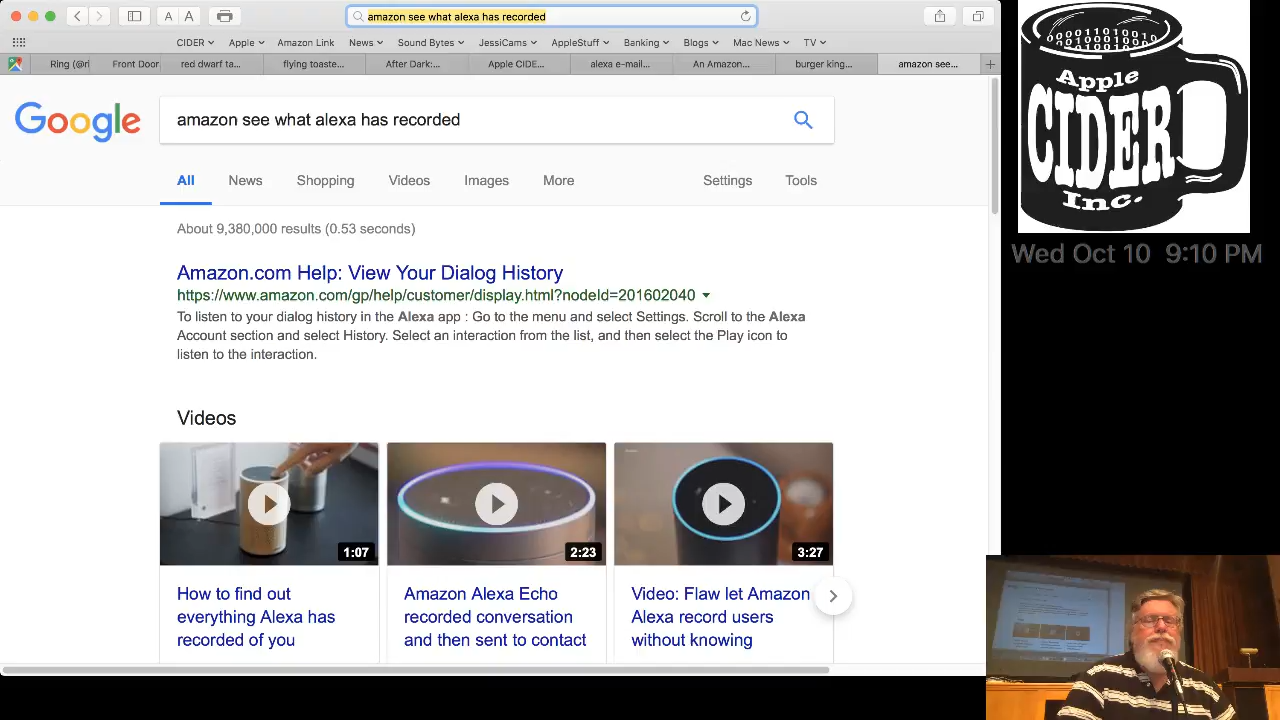 amazon see what alexa has recorded
A A
CIDER Apple Amazon Link News Sound Bytes JessiCams AppleStuff Banking Blogs Mac News TV
Ring (@ri Front Door red dwarf ta... flying toaste... After Dark:... Apple CIDE... alexa e-mail... An Amazon... burger king... amazon see...
Google
amazon see what alexa has recorded
All News Shopping Videos Images More Settings Tools
About 9,380,000 results (0.53 seconds)
Amazon.com Help: View Your Dialog History
https://www.amazon.com/gp/help/customer/display.html?nodeId=201602040
To listen to your dialog history in the Alexa app : Go to the menu and select Settings. Scroll to the Alexa
Account section and select History. Select an interaction from the list, and then select the Play icon to
listen to the interaction.
Videos
1:07
2:23
3:27
How to find out
everything Alexa has
recorded of you
Amazon Alexa Echo
recorded conversation
and then sent to contact
Video: Flaw let Amazon
Alexa record users
without knowing
Apple
CIDER
Inc.
Wed Oct 10 9:10 PM